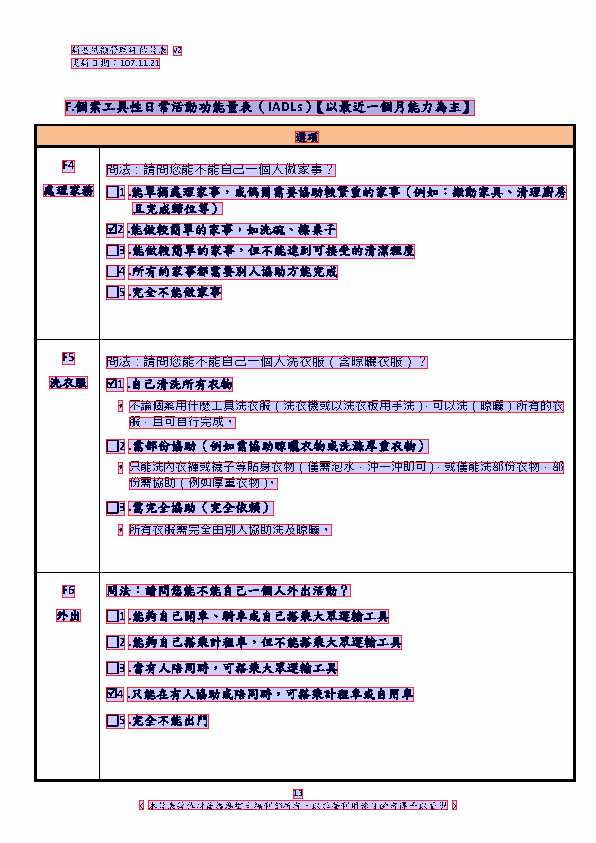 v2
更新日期：107.11.21
F.個案工具性日常活動功能量表（IADLs）【以最近一個月能力為主】
選項
F4
處理家務
問法：請問您能不能自己一個人做家事？
☐1.能單獨處理家事，或偶爾需要協助較繁重的家事（例如：搬動家具、清理廚房
且完成歸位等）
☑2.能做較簡單的家事，如洗碗、擦桌子
☐3.能做較簡單的家事，但不能達到可接受的清潔程度
☐4.所有的家事都需要別人協助方能完成
☐5.完全不能做家事
F5
洗衣服
問法：請問您能不能自己一個人洗衣服（含晾曬衣服）？
☑1.自己清洗所有衣物
• 不論個案用什麼工具洗衣服（洗衣機或以洗衣板用手洗），可以洗（晾曬）所有的衣
服，且可自行完成。
☐2.需部份協助（例如需協助晾曬衣物或洗滌厚重衣物）
• 只能洗內衣褲或襪子等貼身衣物（僅需泡水，沖一沖即可），或僅能洗部份衣物，部
份需協助（例如厚重衣物）。
☐3.需完全協助（完全依賴）
• 所有衣服需完全由別人協助洗及晾曬。
F6
外出
問法：請問您能不能自己一個人外出活動？
☐1.能夠自己開車、騎車或自己搭乘大眾運輸工具
☐2.能夠自己搭乘計程車，但不能搭乘大眾運輸工具
☐3.當有人陪同時，可搭乘大眾運輸工具
☑4.只能在有人協助或陪同時，可搭乘計程車或自用車
☐5.完全不能出門
13